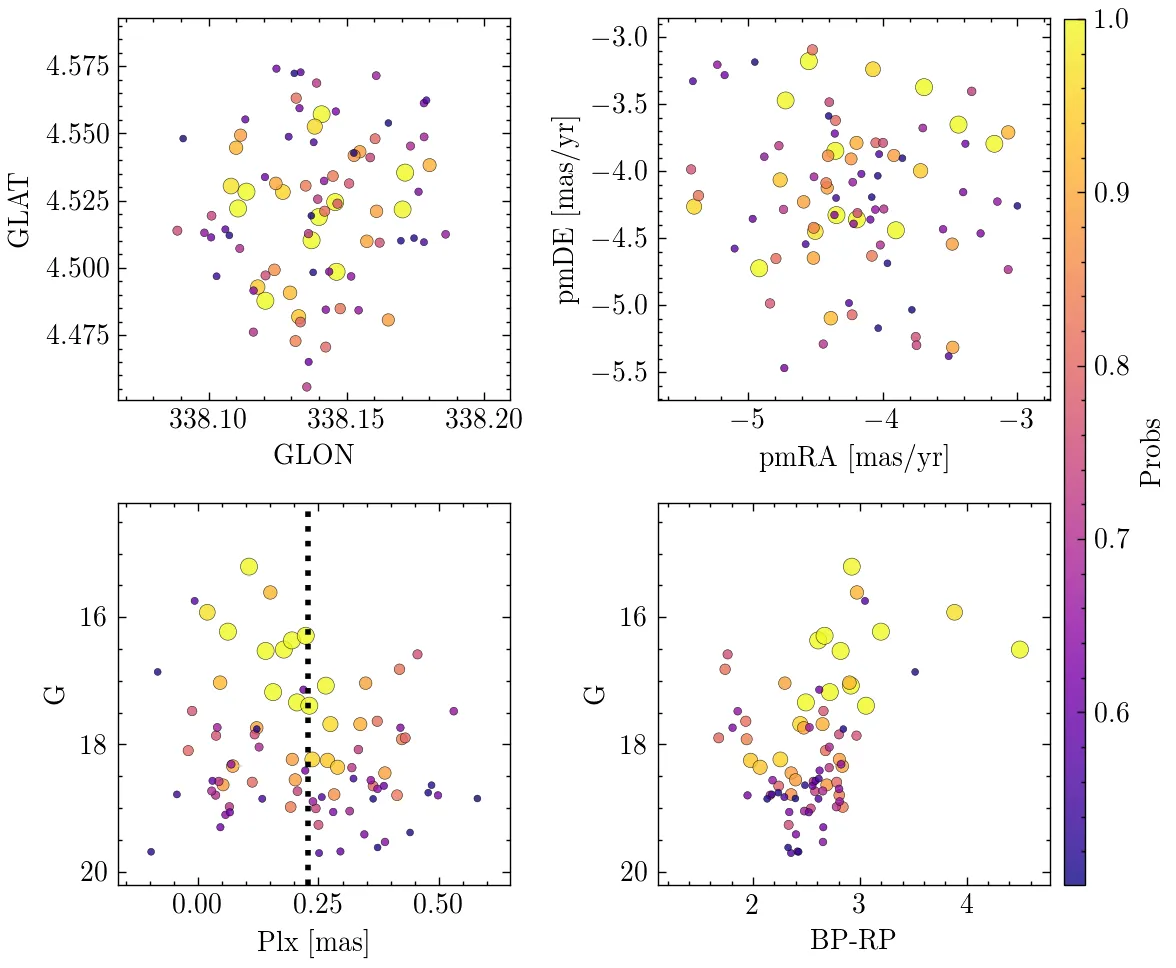 4.575
4.550
4.525
4.500
4.475
GLAT
338.10 338.15 338.20
GLON
−3.0
−3.5
−4.0
−4.5
−5.0
−5.5
pmDE [mas/yr]
−5 −4 −3
pmRA [mas/yr]
16
18
20
G
0.00 0.25 0.50
Plx [mas]
16
18
20
G
2 3 4
BP-RP
1.0
0.9
0.8
0.7
0.6
Probs